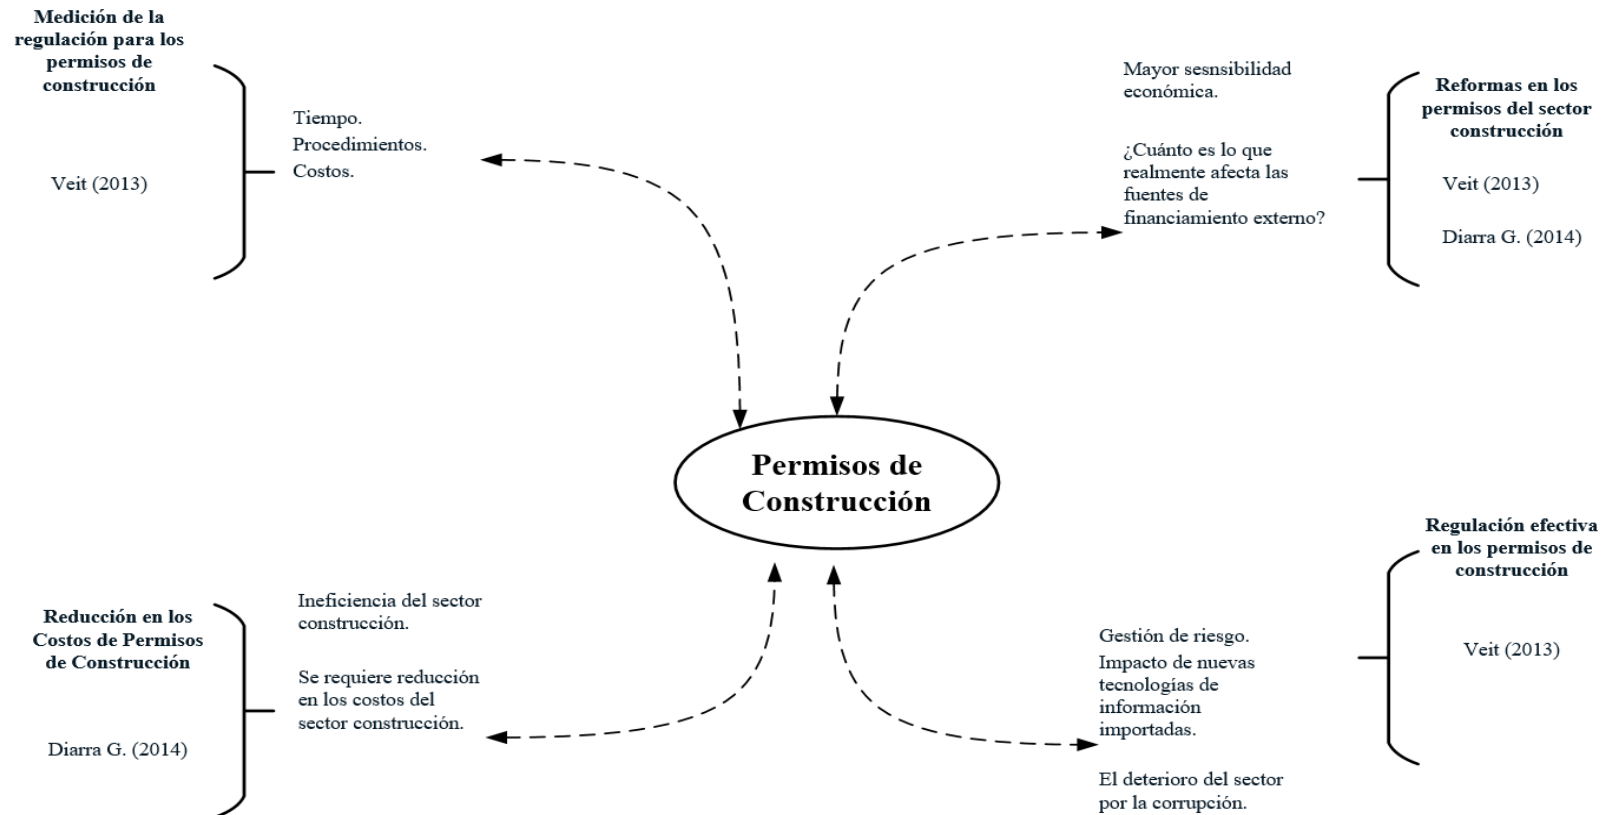 Medición de la
regulación para los
permisos de
construcción
Veit (2013)
Tiempo.
Procedimientos.
Costos.
Mayor sesnsibilidad
económica.
¿Cuánto es lo que
realmente afecta las
fuentes de
financiamiento externo?
Reformas en los
permisos del sector
construcción
Veit (2013)
Diarra G. (2014)
Permisos de
Construcción
Reducción en los
Costos de Permisos
de Construcción
Diarra G. (2014)
Ineficiencia del sector
construcción.
Se requiere reducción
en los costos del
sector construcción.
Gestión de riesgo.
Impacto de nuevas
tecnologías de
información
importadas.
El deterioro del sector
por la corrupción.
Regulación efectiva
en los permisos de
construcción
Veit (2013)